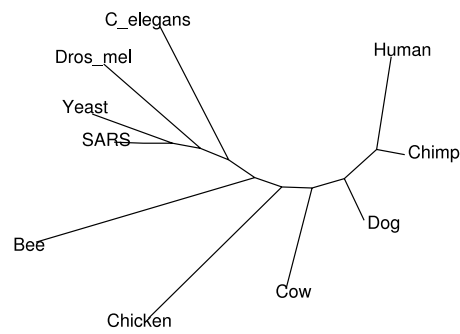 C_elegans
Dros_mel
Human
Yeast
SARS
Chimp
Dog
Bee
Cow
Chicken